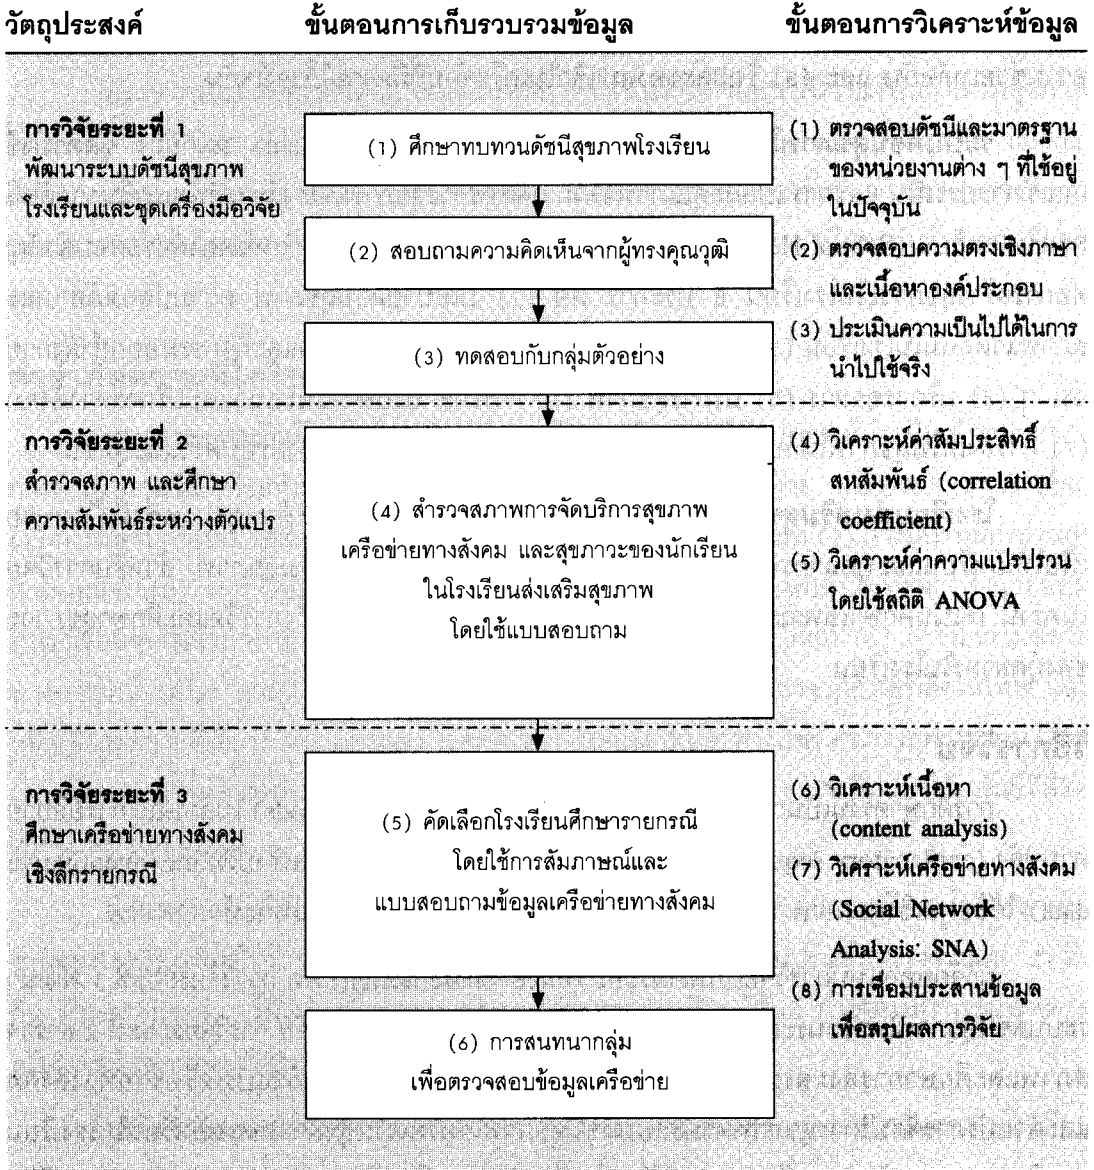 วัตถุประสงค์
ขั้นตอนการเก็บรวบรวมข้อมูล
ขั้นตอนการวิเคราะห์ข้อมูล
การวิจัยระยะที่ 1
พัฒนาระบบดัชนีสุขภาพ
โรงเรียนและชุดเครื่องมือวิจัย
(1) ศึกษาทบทวนดัชนีสุขภาพโรงเรียน
(2) สอบถามความคิดเห็นจากผู้ทรงคุณวุฒิ
(3) ทดสอบกับกลุ่มตัวอย่าง
(1) ตรวจสอบดัชนีและมาตรฐาน
ของหน่วยงานต่าง ๆ ที่ใช้อยู่
ในปัจจุบัน
(2) ตรวจสอบความตรงเชิงภาษา
และเนื้อหาองค์ประกอบ
(3) ประเมินความเป็นไปได้ในการ
นำไปใช้จริง
การวิจัยระยะที่ 2
สำรวจสภาพ และศึกษา
ความสัมพันธ์ระหว่างตัวแปร
(4) สำรวจสภาพการจัดบริการสุขภาพ
เครือข่ายทางสังคม และสุขภาวะของนักเรียน
ในโรงเรียนส่งเสริมสุขภาพ
โดยใช้แบบสอบถาม
(4) วิเคราะห์ค่าสัมประสิทธิ์
สหสัมพันธ์ (correlation
coefficient)
(5) วิเคราะห์ค่าความแปรปรวน
โดยใช้สถิติ ANOVA
การวิจัยระยะที่ 3
ศึกษาเครือข่ายทางสังคม
เชิงลึกรายกรณี
(5) คัดเลือกโรงเรียนศึกษารายกรณี
โดยใช้การสัมภาษณ์และ
แบบสอบถามข้อมูลเครือข่ายทางสังคม
(6) การสนทนากลุ่ม
เพื่อตรวจสอบข้อมูลเครือข่าย
(6) วิเคราะห์เนื้อหา
(content analysis)
(7) วิเคราะห์เครือข่ายทางสังคม
(Social Network
Analysis: SNA)
(8) การเชื่อมประสานข้อมูล
เพื่อสรุปผลการวิจัย